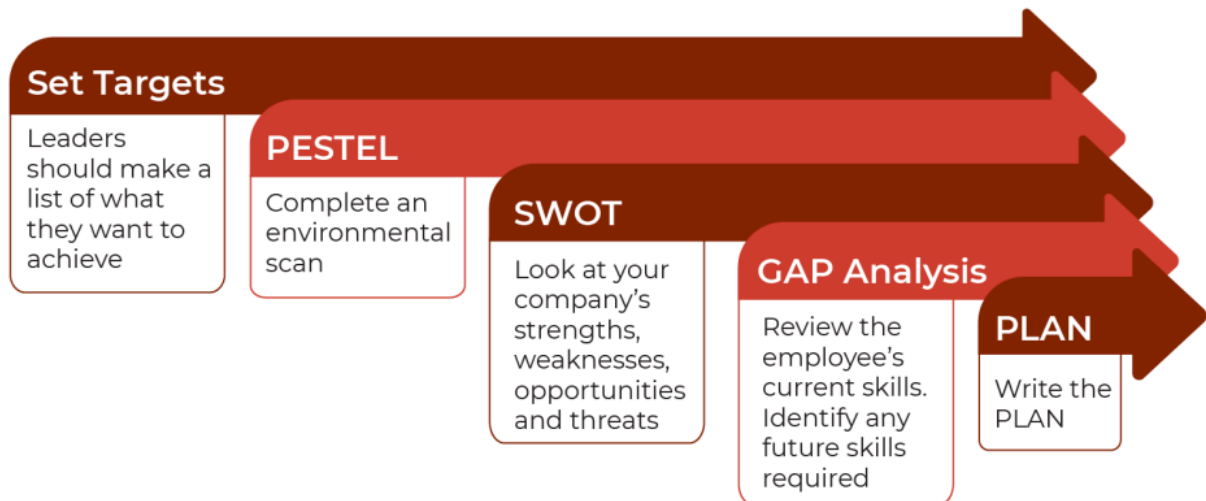 Set Targets
Leaders
should make a
list of what
they want to
achieve
PESTEL
Complete an
environmental
scan
SWOT
Look at your
company’s
strengths,
weaknesses,
opportunities
and threats
GAP Analysis
Review the
employee’s
current skills.
Identify any
future skills
required
PLAN
Write the
PLAN